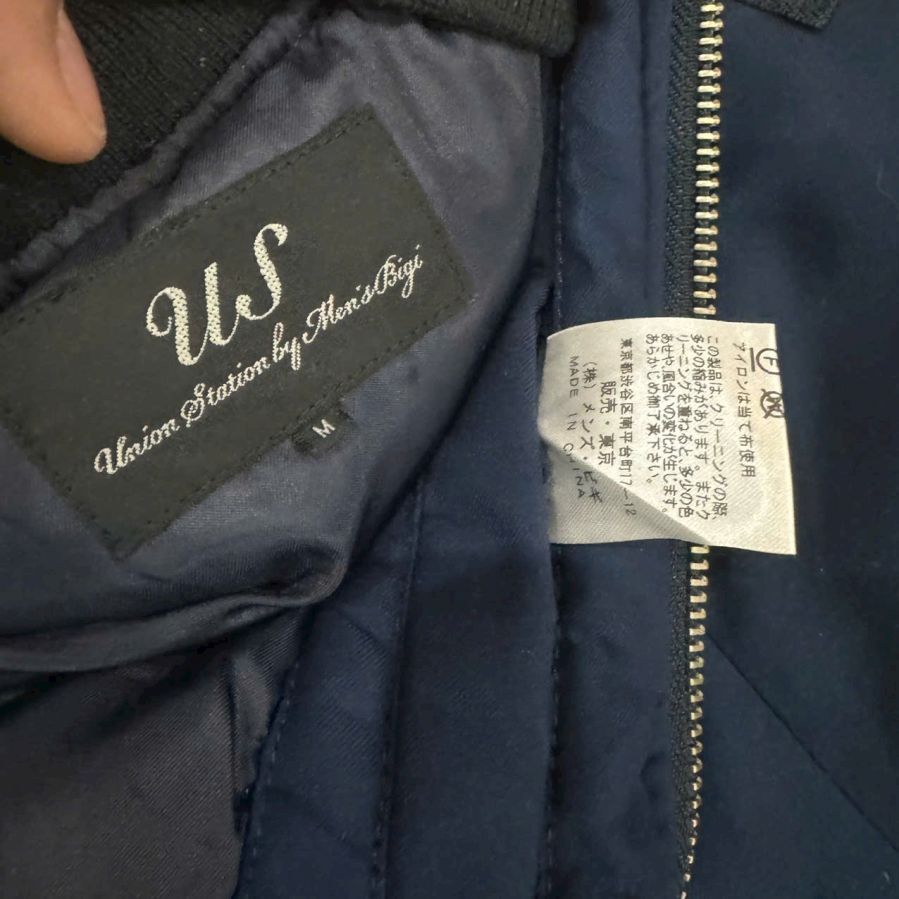 US
Union Station by Men's Bigi
M
アイロンは当て布使用
この製品は、クリーニングの際、
多少の縮みがあります。またク
リーニングを重ねると、多少の色
あせや風合いの変化が生じます。
あらかじめ御了承下さい。
東京都渋谷区南平台町17-12
販売・東京
(株)メンズ・ビギ
MADE IN CHINA
F